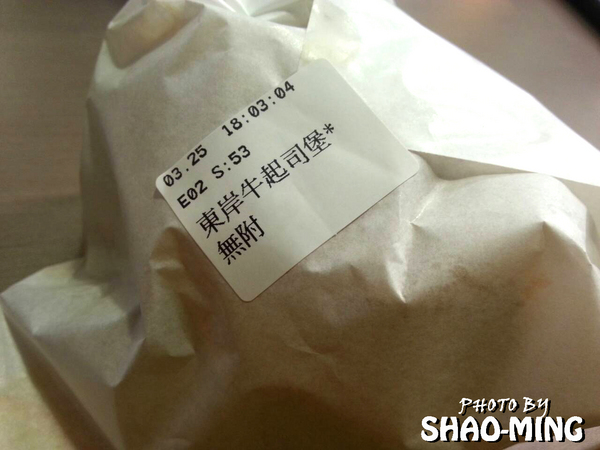 03.25 18:03:04
E02 S:53
東岸牛起司堡*
無附
PHOTO BY
SHAO-MING